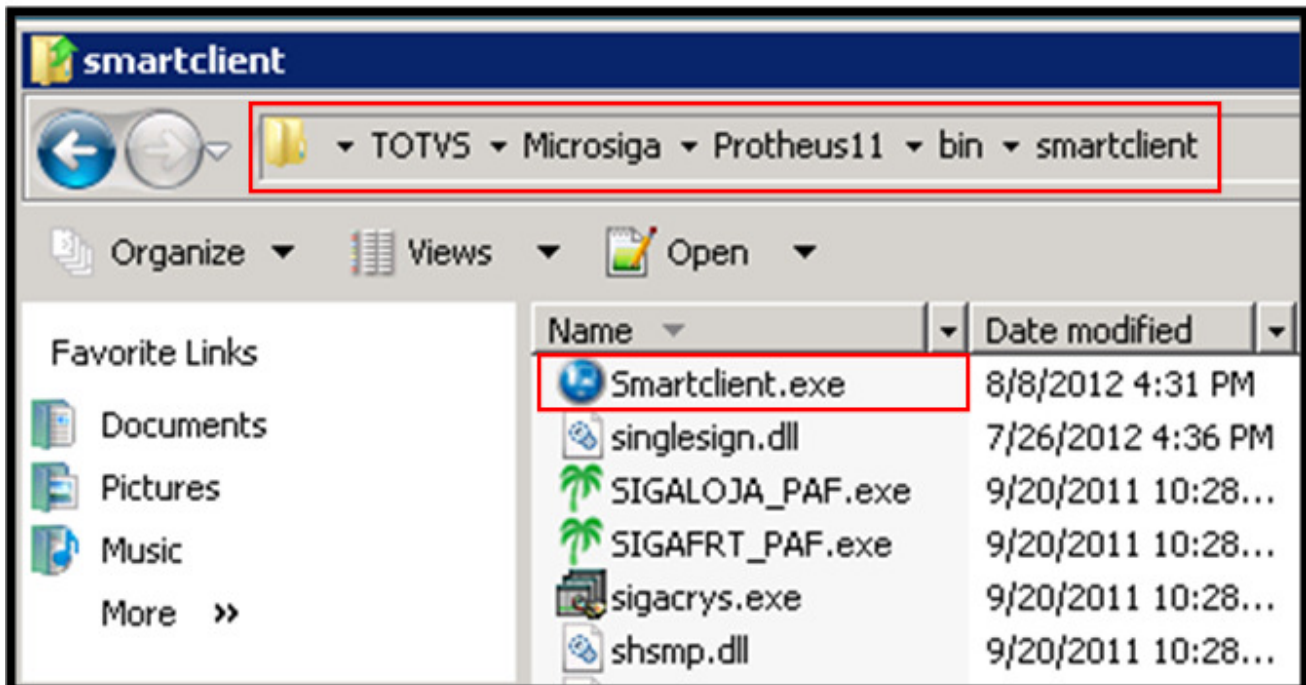 smartclient
TOTVS Microsiga Protheus11 bin smartclient
Organize Views Open
Favorite Links
Documents
Pictures
Music
More »
Name Date modified
Smartclient.exe 8/8/2012 4:31 PM
singlesign.dll 7/26/2012 4:36 PM
SIGALOJA_PAF.exe 9/20/2011 10:28...
SIGAFRT_PAF.exe 9/20/2011 10:28...
sigacrys.exe 9/20/2011 10:28...
shsmp.dll 9/20/2011 10:28...